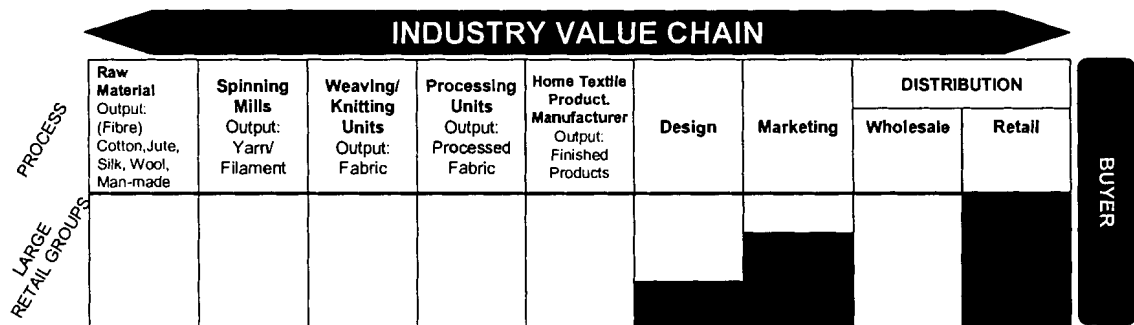 INDUSTRY VALUE CHAIN
PROCESS
Raw
Material
Output:
(Fibre)
Cotton,Jute,
Silk, Wool,
Man-made
Spinning
Mills
Output:
Yarn/
Filament
Weaving/
Knitting
Units
Output:
Fabric
Processing
Units
Output:
Processed
Fabric
Home Textile
Product.
Manufacturer
Output:
Finished
Products
Design
Marketing
DISTRIBUTION
Wholesale
Retail
BUYER
LARGE
RETAIL GROUPS